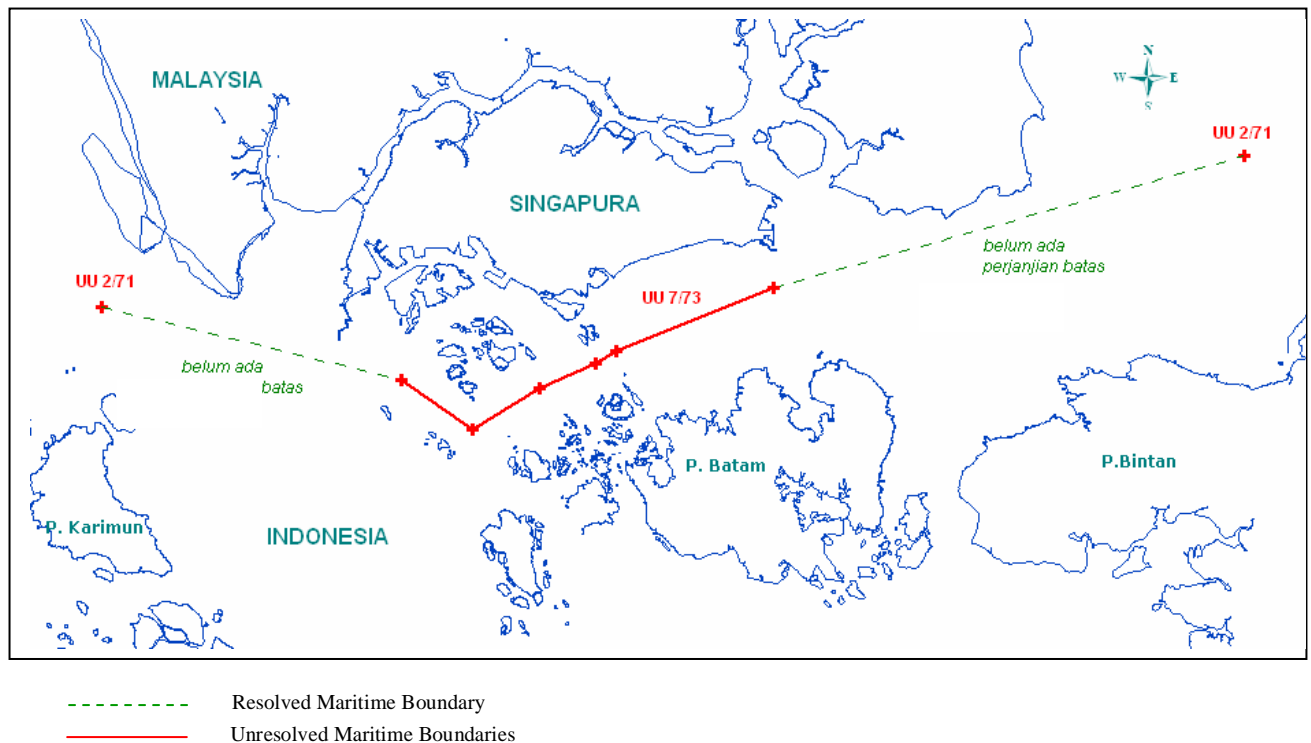 MALAYSIA
N
W E
S
UU 2/71
SINGAPURA
belum ada
perjanjian batas
UU 2/71
UU 7/73
belum ada
batas
P. Batam
P.Bintan
P. Karimun
INDONESIA
Resolved Maritime Boundary
Unresolved Maritime Boundaries